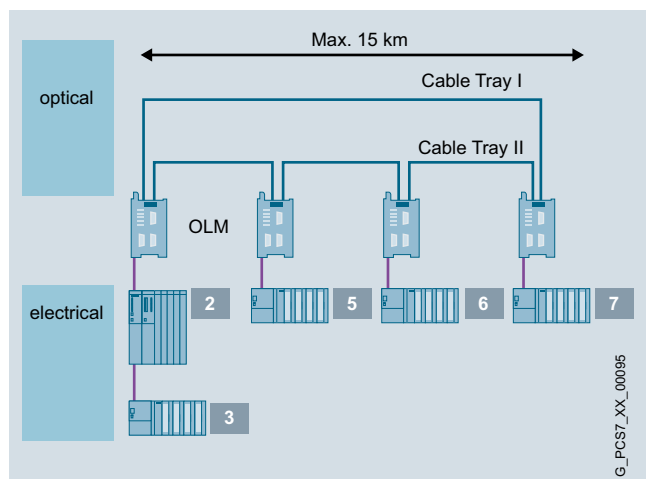 Max. 15 km
optical
Cable Tray I
Cable Tray II
OLM
electrical
2
5
6
7
3
G_PCS7_XX_00095